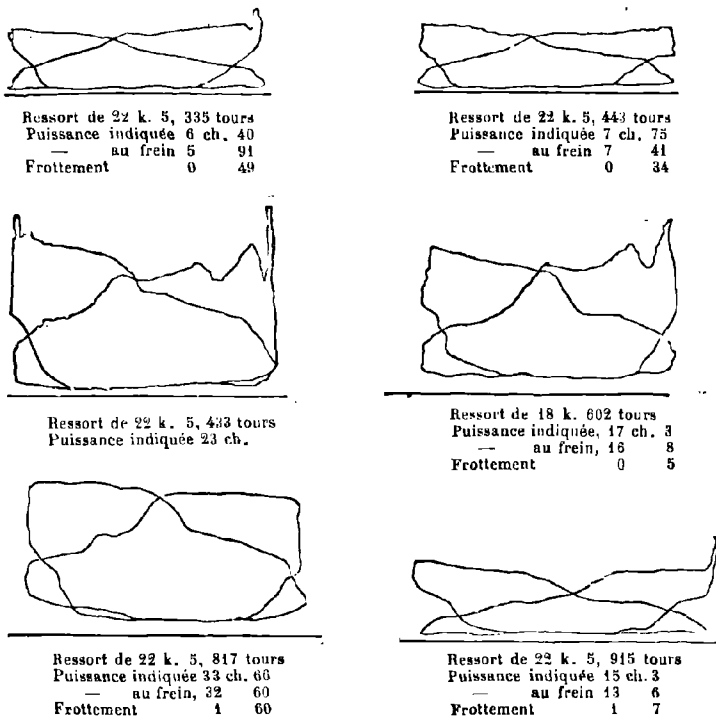 Ressort de 22 k. 5, 335 tours
Puissance indiquée 6 ch. 40
— au frein 5 91
Frottement 0 49
Ressort de 22 k. 5, 443 tours
Puissance indiquée 7 ch. 75
— au frein 7 41
Frottement 0 34
Ressort de 22 k. 5, 433 tours
Puissance indiquée 23 ch.
Ressort de 18 k. 602 tours
Puissance indiquée, 17 ch. 3
— au frein, 16 8
Frottement 0 5
Ressort de 22 k. 5, 817 tours
Puissance indiquée 33 ch. 60
— au frein, 32 60
Frottement 1 60
Ressort de 22 k. 5, 915 tours
Puissance indiquée 15 ch. 3
— au frein 13 6
Frottement 1 7